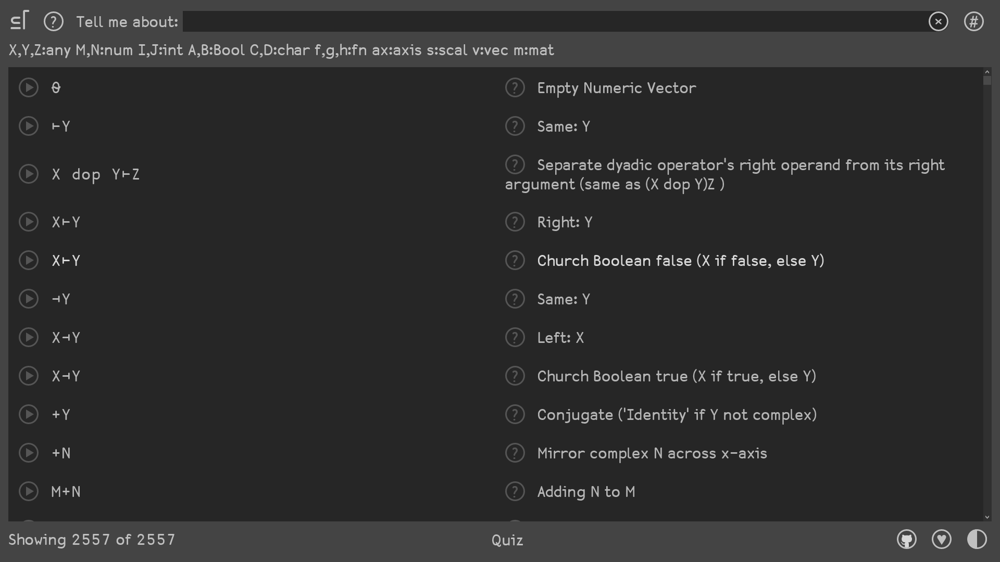 ⊆⌈ ? Tell me about: × #
X,Y,Z:any M,N:num I,J:int A,B:Bool C,D:char f,g,h:fn ax:axis s:scal v:vec m:mat
⍬ ? Empty Numeric Vector
⊢Y ? Same: Y
X dop Y⊢Z ? Separate dyadic operator's right operand from its right
argument (same as (X dop Y)Z )
X⊢Y ? Right: Y
X⊢Y ? Church Boolean false (X if false, else Y)
⊣Y ? Same: Y
X⊣Y ? Left: X
X⊣Y ? Church Boolean true (X if true, else Y)
+Y ? Conjugate ('Identity' if Y not complex)
+N ? Mirror complex N across x-axis
M+N ? Adding N to M
Showing 2557 of 2557 Quiz